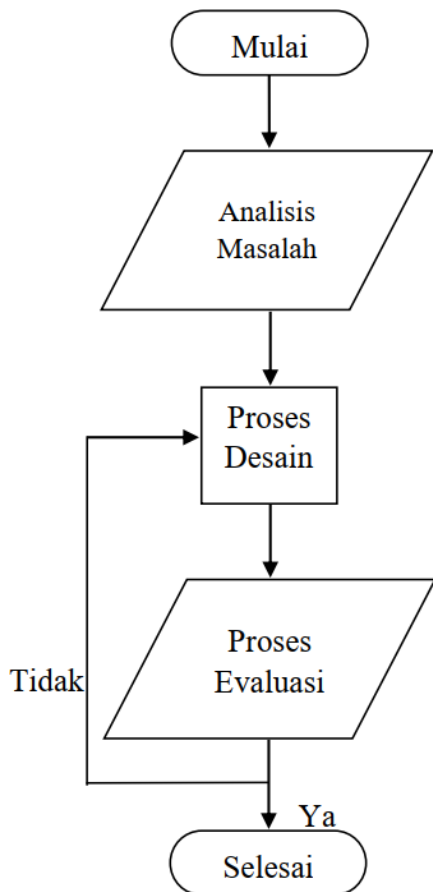 Mulai
Analisis
Masalah
Proses
Desain
Proses
Evaluasi
Tidak
Ya
Selesai